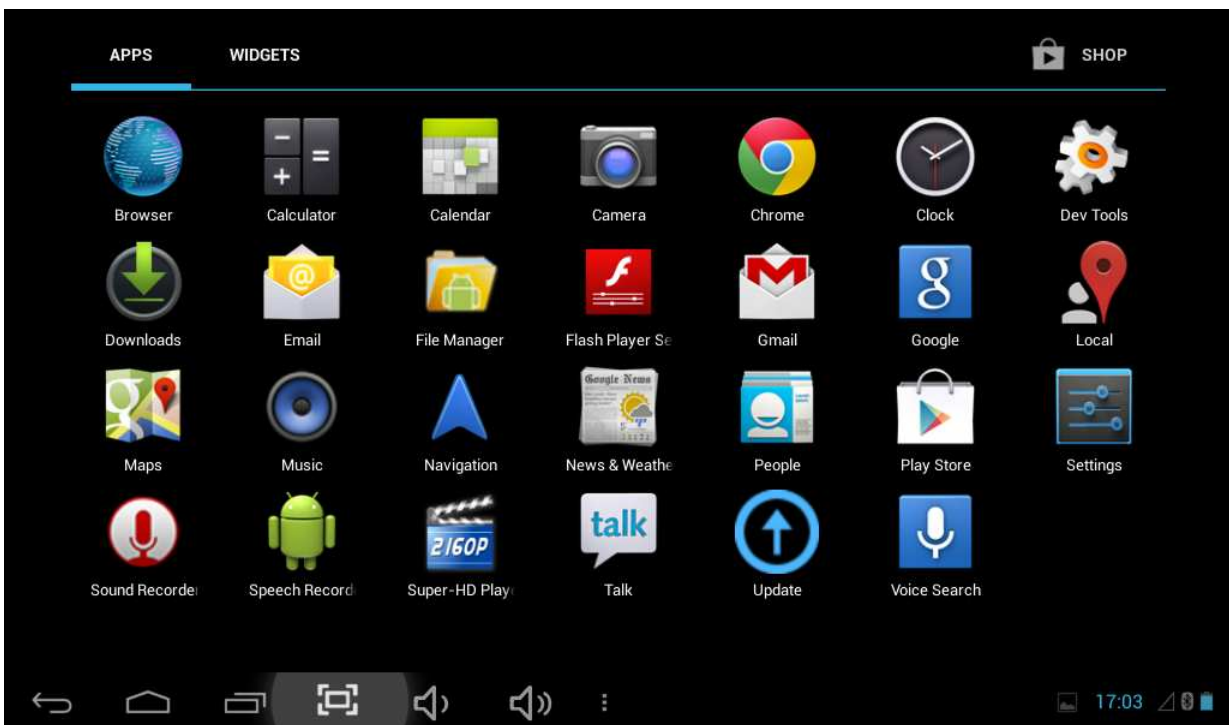 APPS WIDGETS SHOP
Browser Calculator Calendar Camera Chrome Clock Dev Tools
Downloads Email File Manager Flash Player Se Gmail Google Local
Google News
Maps Music Navigation News & Weathe People Play Store Settings
2160P talk
Sound Recorder Speech Record Super-HD Playe Talk Update Voice Search
17:03